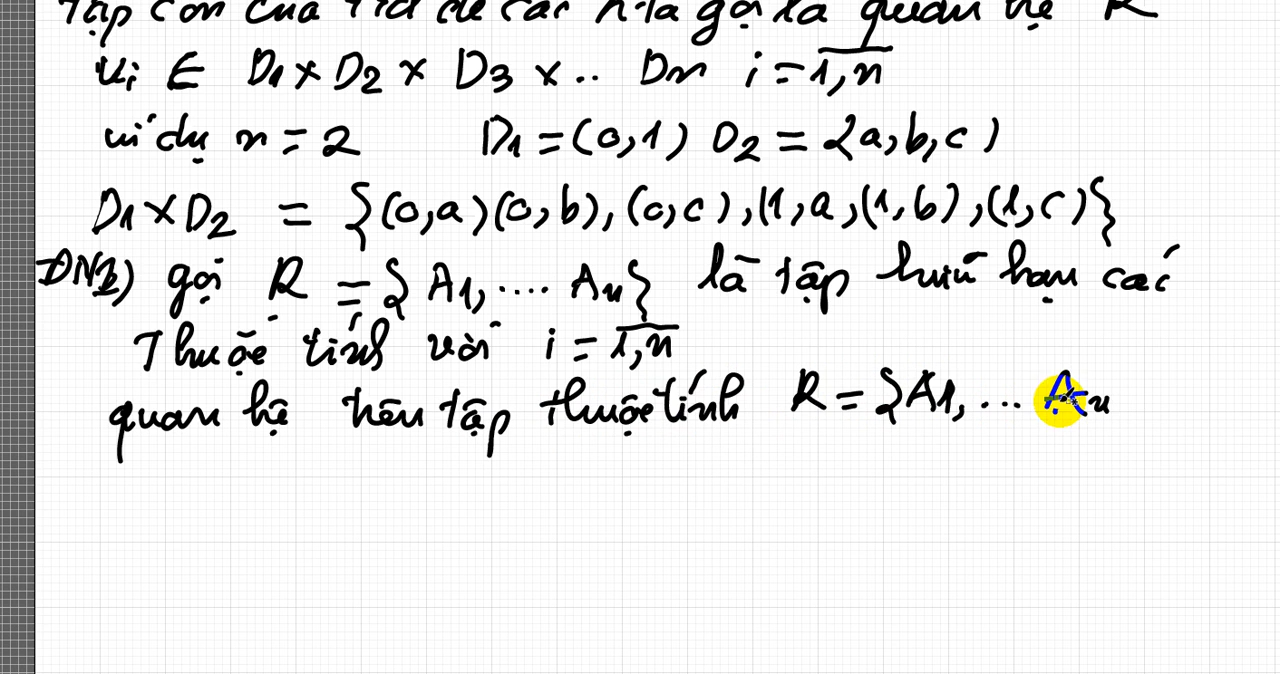 Tập con của Tích đề các n-là gọi là quan hệ R
vi ∈ D1 x D2 x D3 x .. Dn i = 1,n
ví dụ n = 2 D1 = (0,1) D2 = {a,b,c)
D1 x D2 = {(0,a)(0,b),(0,c),(1,a,(1,b),(1,c)}
ĐN2) gọi R = { A1, .... An} là tập hữu hạn các
Thuộc tính với i = 1,n
quan hệ trên tập thuộc tính R = {A1, ... An